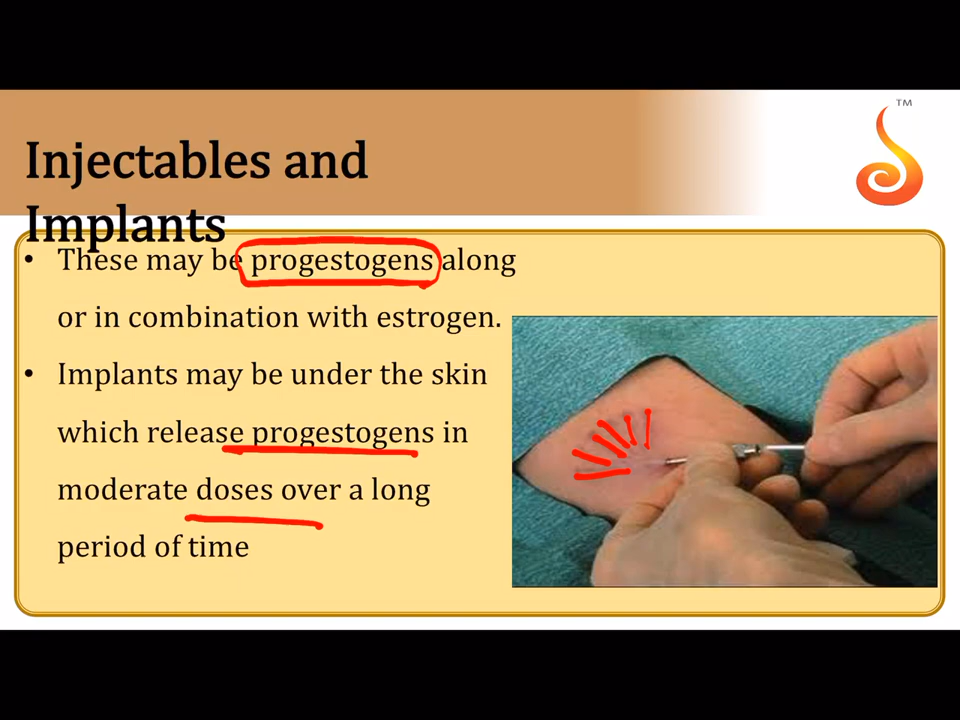 TM
Injectables and
Implants
• These may be progestogens along
or in combination with estrogen.
• Implants may be under the skin
which release progestogens in
moderate doses over a long
period of time